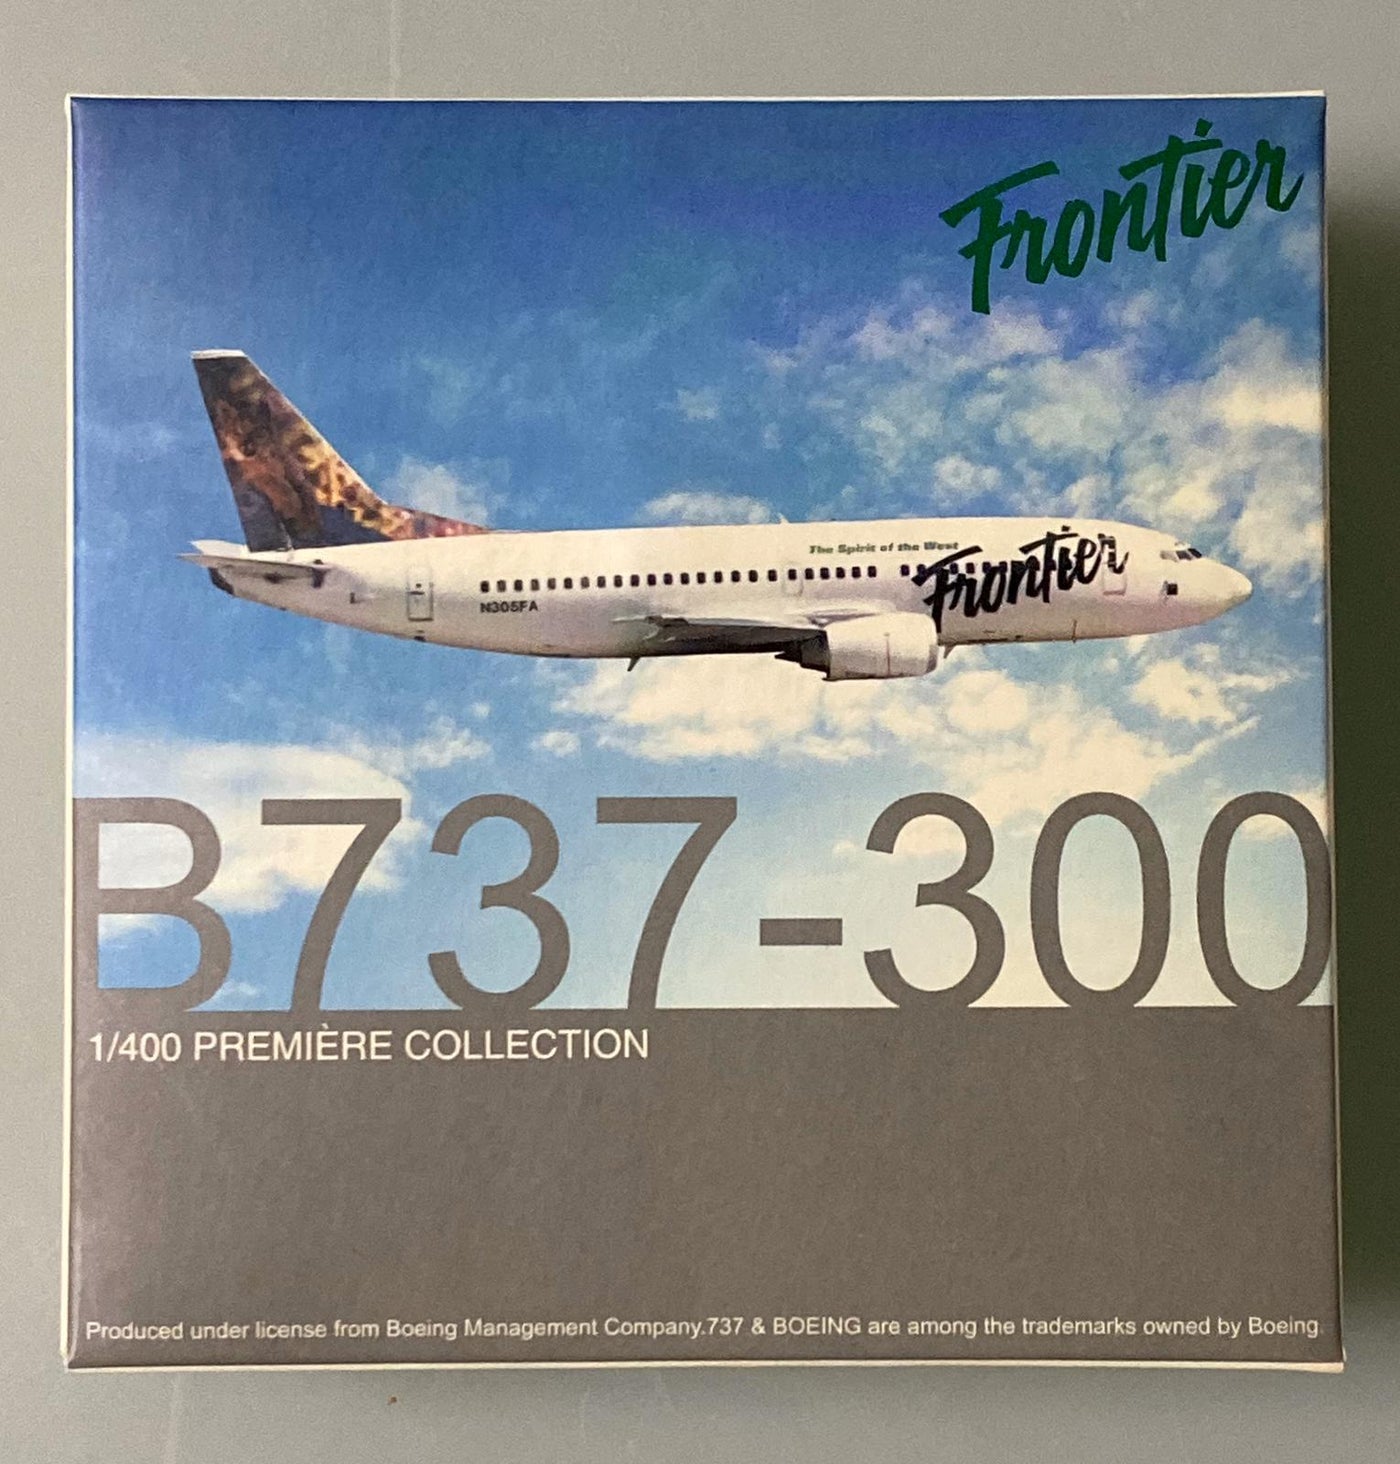 Frontier
The Spirit of the West
Frontier
N305FA
B737-300
1/400 PREMIÈRE COLLECTION
Produced under license from Boeing Management Company.737 & BOEING are among the trademarks owned by Boeing.